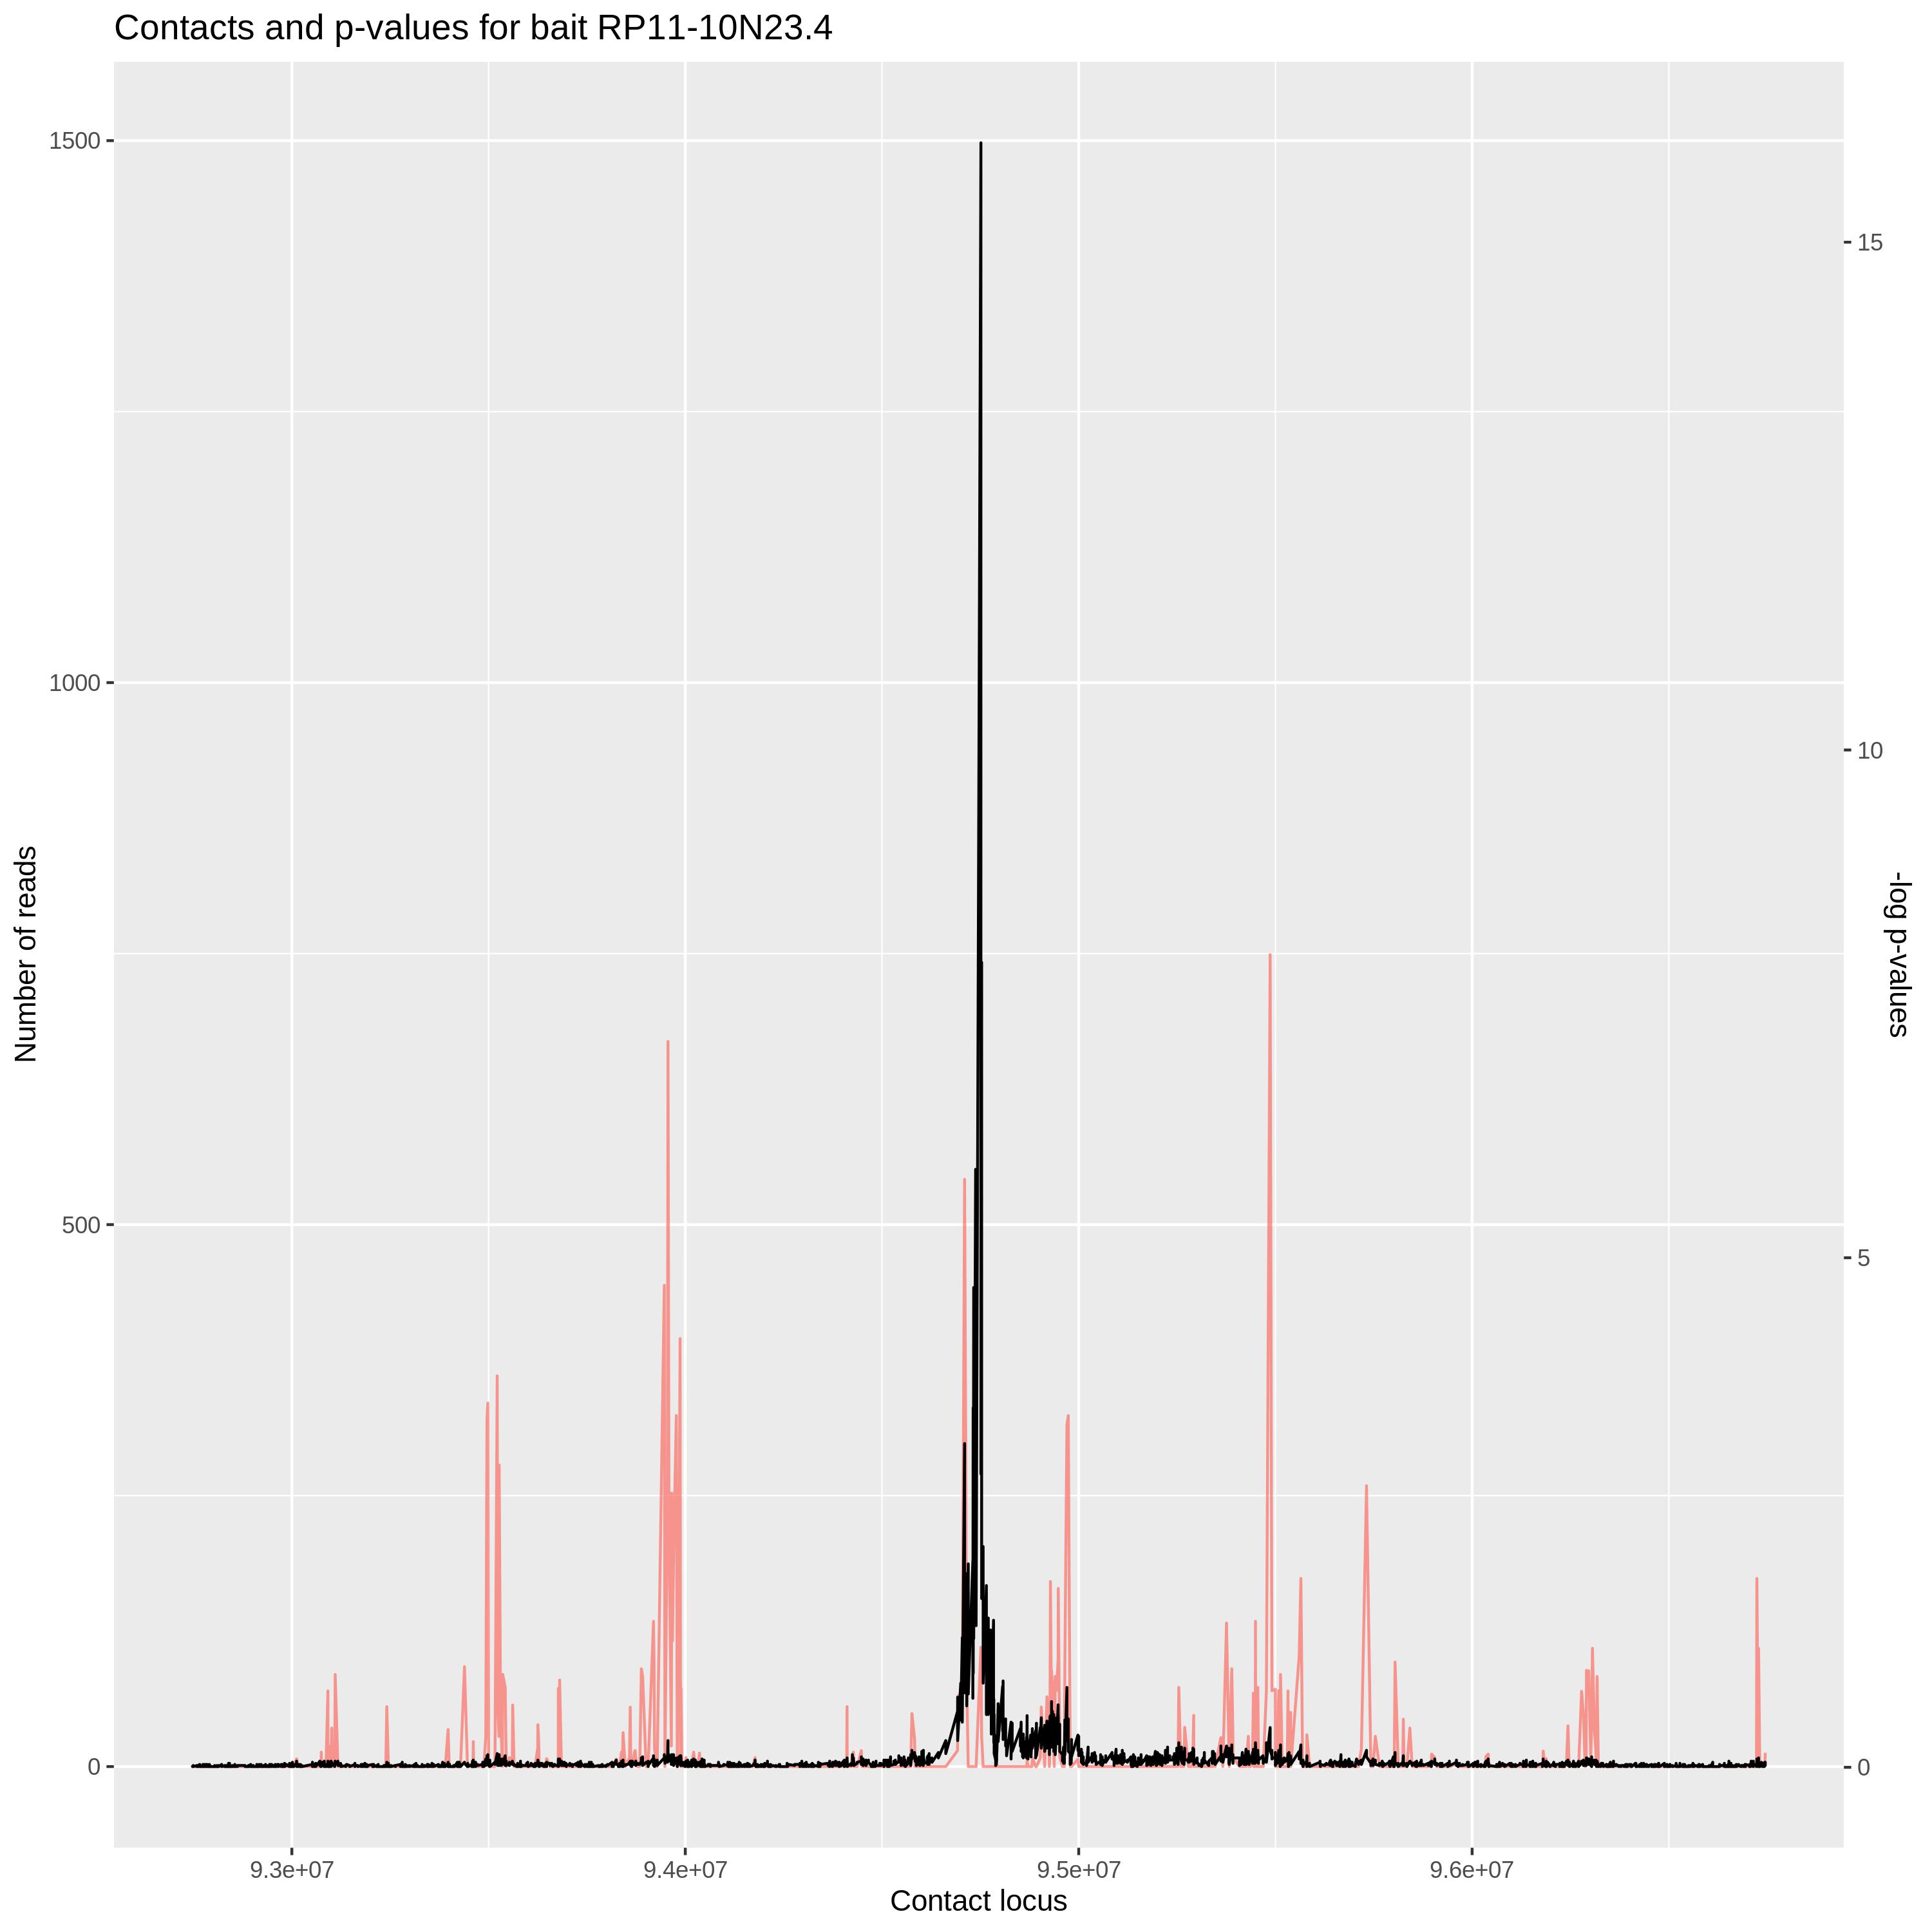 Contacts and p-values for bait RP11-10N23.4
1500
1000
500
0
Number of reads
15
10
5
0
-log p-values
9.3e+07
9.4e+07
9.5e+07
9.6e+07
Contact locus